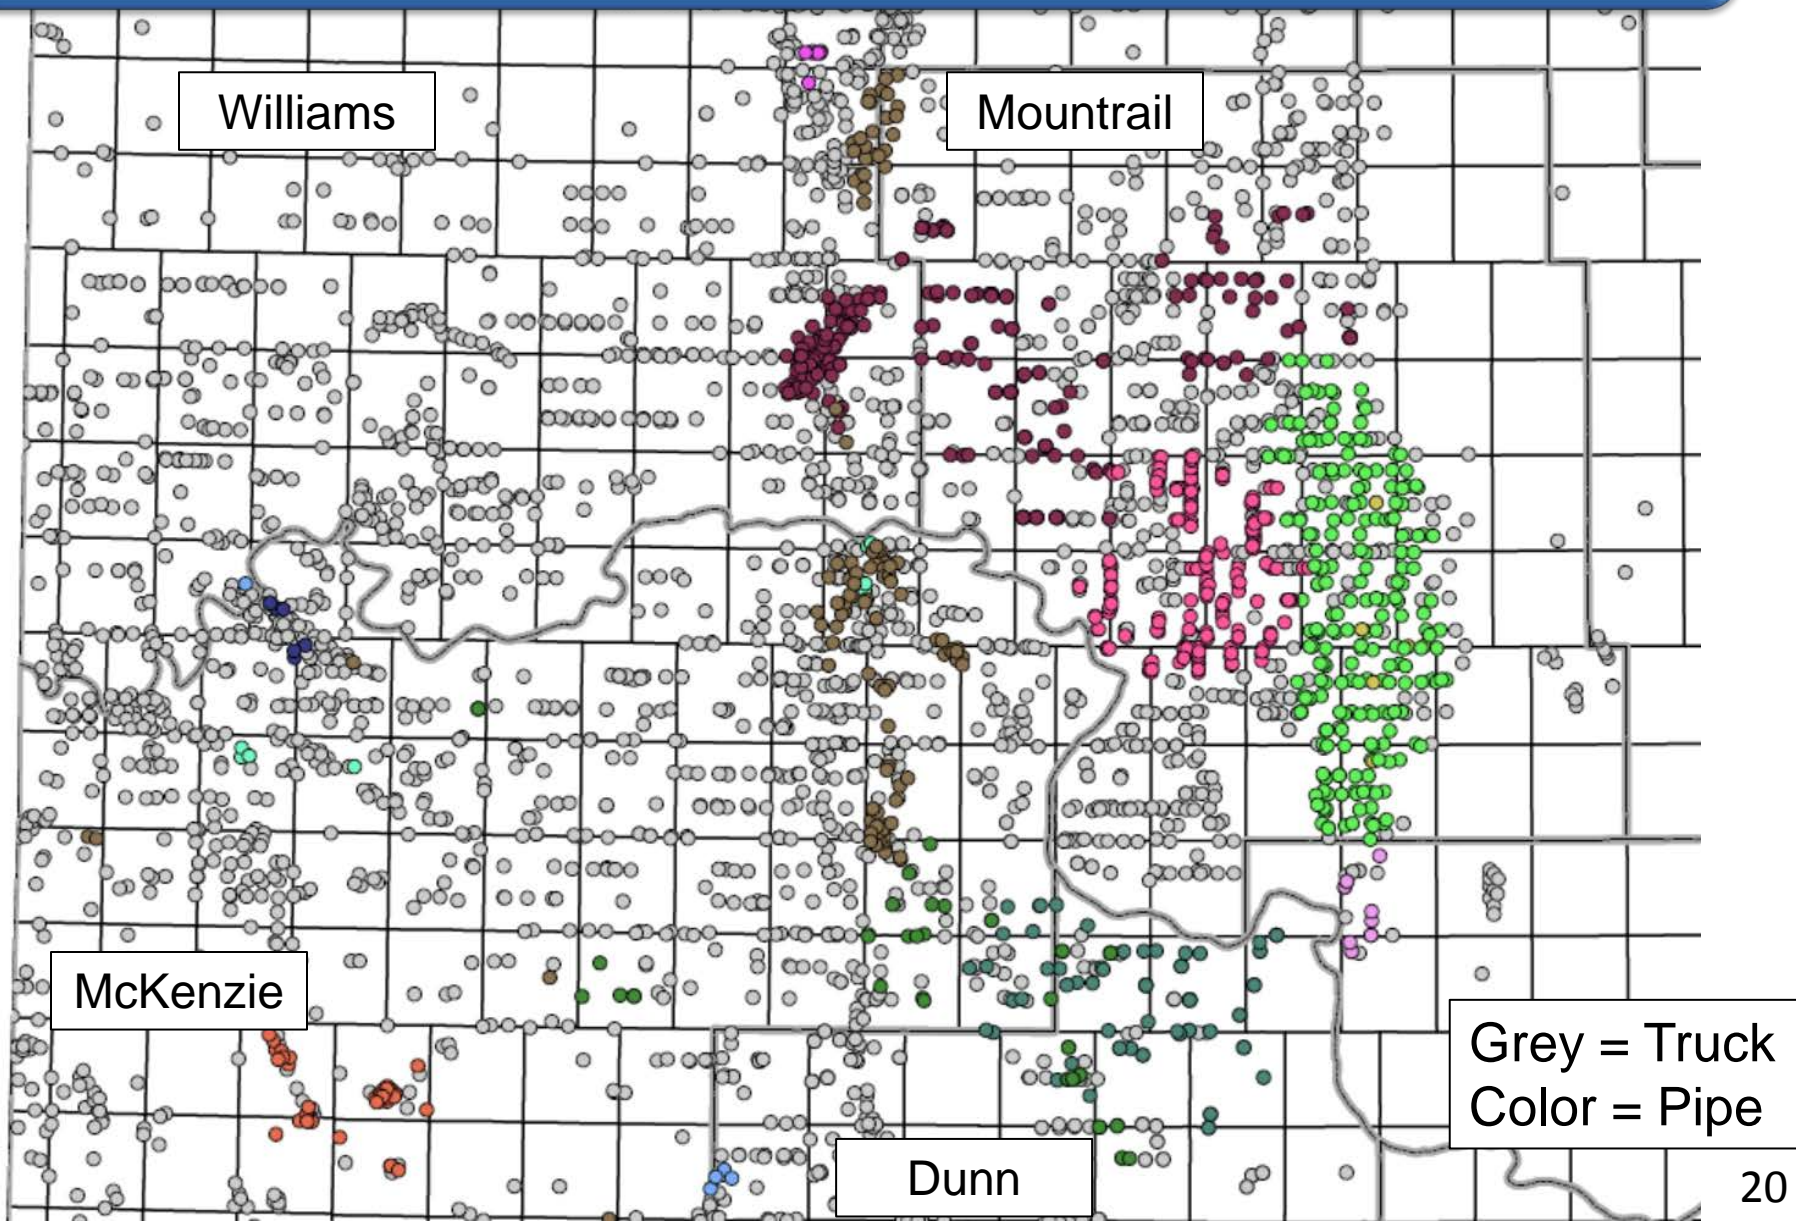 Williams
Mountrail
McKenzie
Grey = Truck
Color = Pipe
Dunn
20